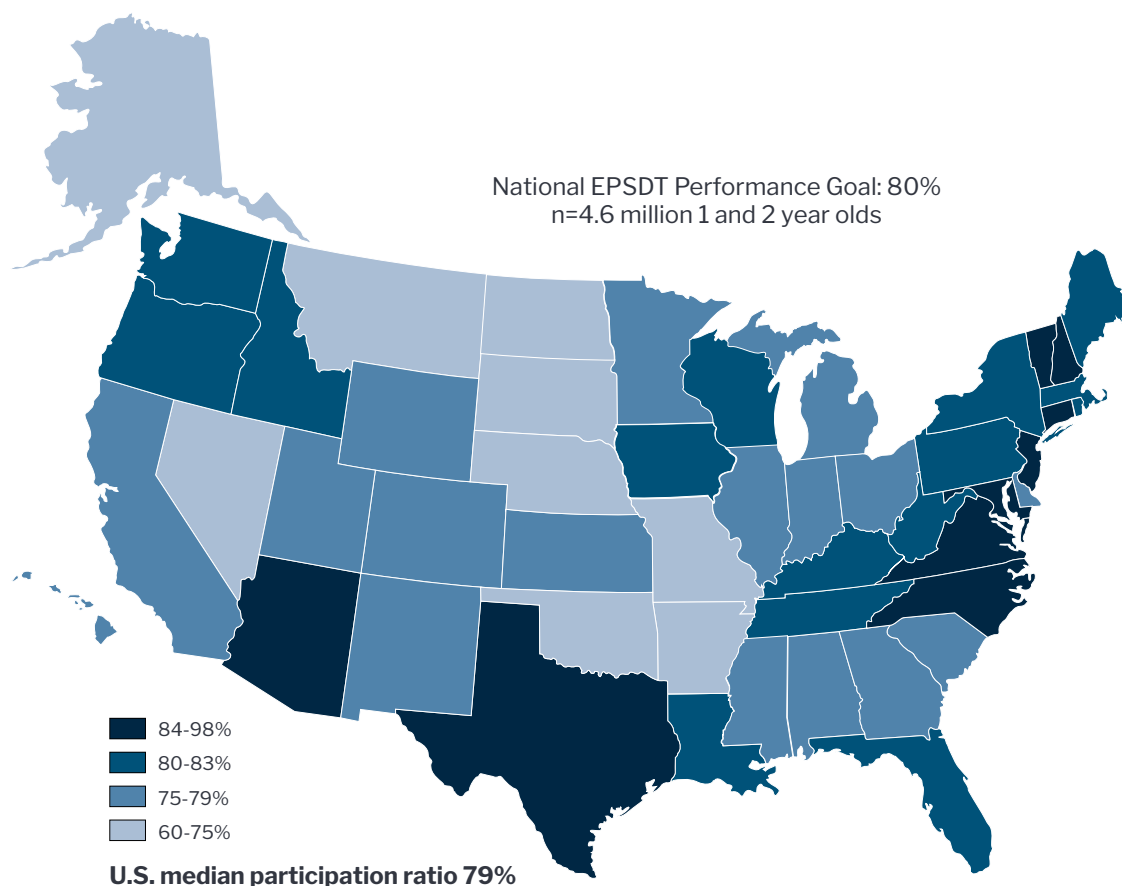 National EPSDT Performance Goal: 80%
n=4.6 million 1 and 2 year olds
84-98%
80-83%
75-79%
60-75%
U.S. median participation ratio 79%